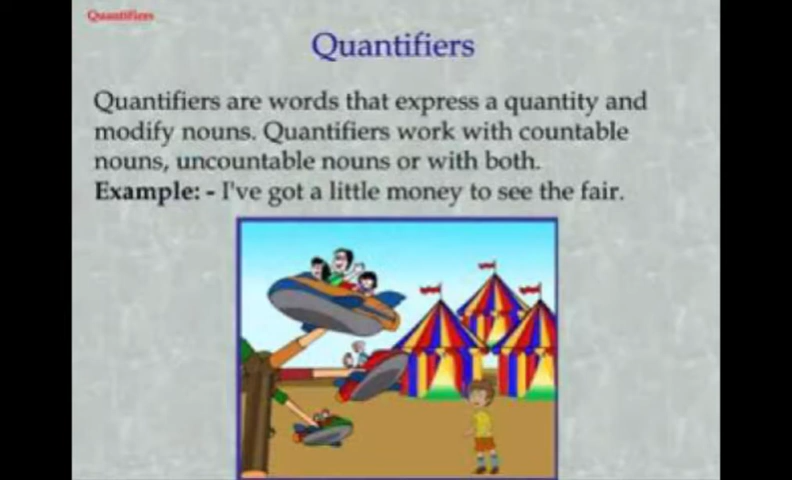 Quantifiers
Quantifiers
Quantifiers are words that express a quantity and
modify nouns. Quantifiers work with countable
nouns, uncountable nouns or with both.
Example: - I've got a little money to see the fair.